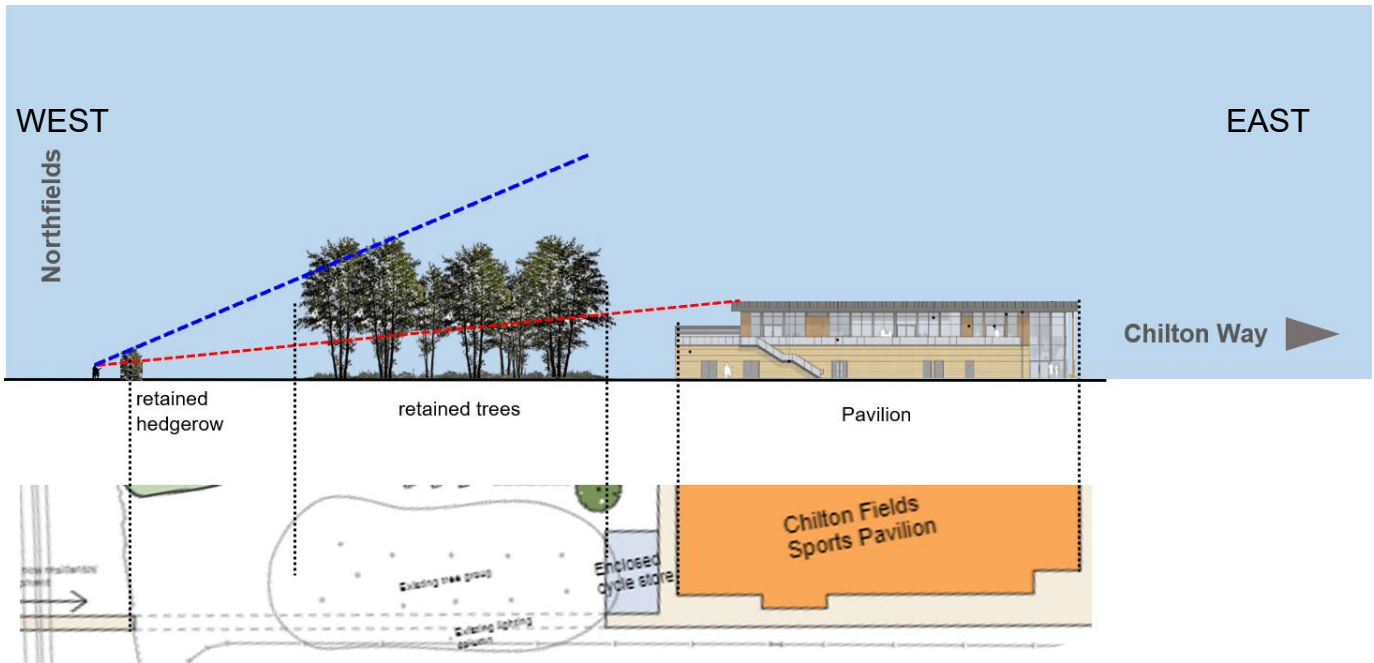 WEST
EAST
Northfields
Chilton Way
retained
hedgerow
retained trees
Pavilion
Chilton Fields
Sports Pavilion
Enclosed
cycle store
Existing tree group
Existing lighting
column